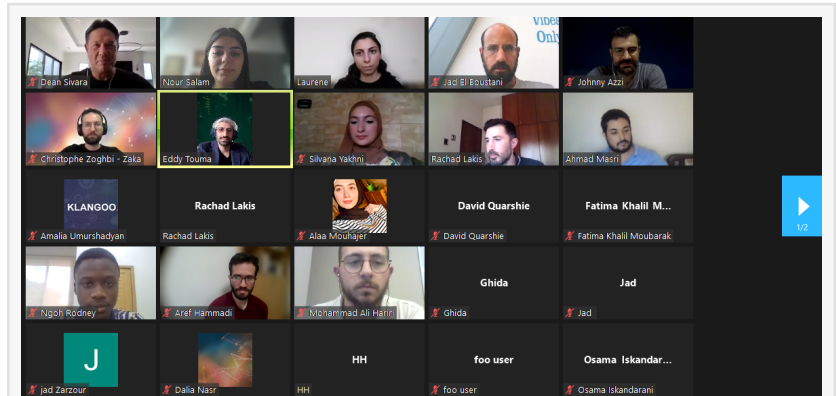 Vibes
Only
Dean Sivara
Nour Salam
Laurene
Jad El Boustani
Johnny Azzi
Christophe Zoghbi - Zaka
Eddy Touma
Silvana Yakhni
Rachad Lakis
Ahmad Masri
KLANGOO
Rachad Lakis
David Quarshie
Fatima Khalil M...
Amalia Umurshadyan
Rachad Lakis
Alaa Mouhajer
David Quarshie
Fatima Khalil Moubarak
1/2
Ghida
Jad
Ngoh Rodney
Aref Hammadi
Mohammad Ali Hariri
Ghida
Jad
J
HH
foo user
Osama Iskandar...
jad Zarzour
Dalia Nasr
HH
foo user
Osama Iskandarani